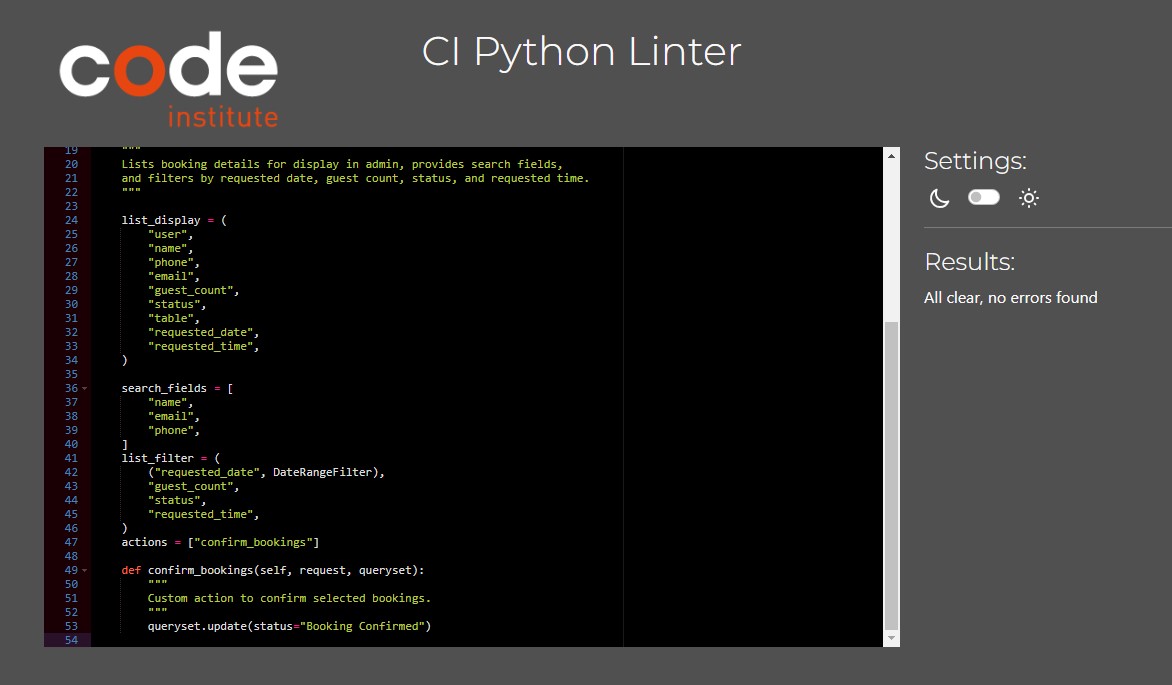 code
institute
CI Python Linter
19 """
20 Lists booking details for display in admin, provides search fields,
21 and filters by requested date, guest count, status, and requested time.
22 """
23
24 list_display = (
25 "user",
26 "name",
27 "phone",
28 "email",
29 "guest_count",
30 "status",
31 "table",
32 "requested_date",
33 "requested_time",
34 )
35
36 search_fields = [
37 "name",
38 "email",
39 "phone",
40 ]
41 list_filter = (
42 ("requested_date", DateRangeFilter),
43 "guest_count",
44 "status",
45 "requested_time",
46 )
47 actions = ["confirm_bookings"]
48
49 def confirm_bookings(self, request, queryset):
50 """
51 Custom action to confirm selected bookings.
52 """
53 queryset.update(status="Booking Confirmed")
54
Settings:
Results:
All clear, no errors found